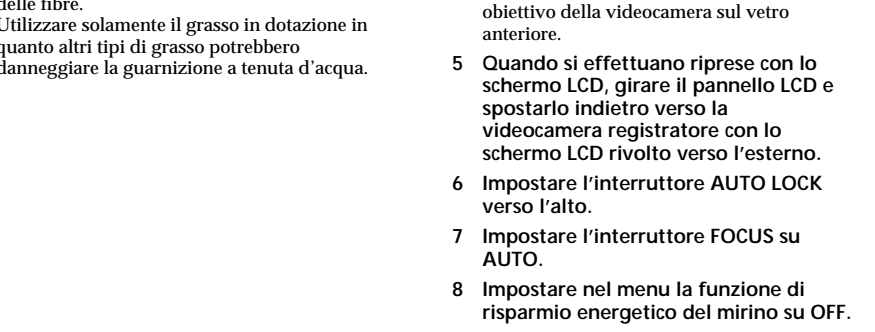 delle fibre.
Utilizzare solamente il grasso in dotazione in
quanto altri tipi di grasso potrebbero
danneggiare la guarnizione a tenuta d'acqua.
obiettivo della videocamera sul vetro
anteriore.
5 Quando si effettuano riprese con lo
schermo LCD, girare il pannello LCD e
spostarlo indietro verso la
videocamera registratore con lo
schermo LCD rivolto verso l'esterno.
6 Impostare l'interruttore AUTO LOCK
verso l'alto.
7 Impostare l'interruttore FOCUS su
AUTO.
8 Impostare nel menu la funzione di
risparmio energetico del mirino su OFF.